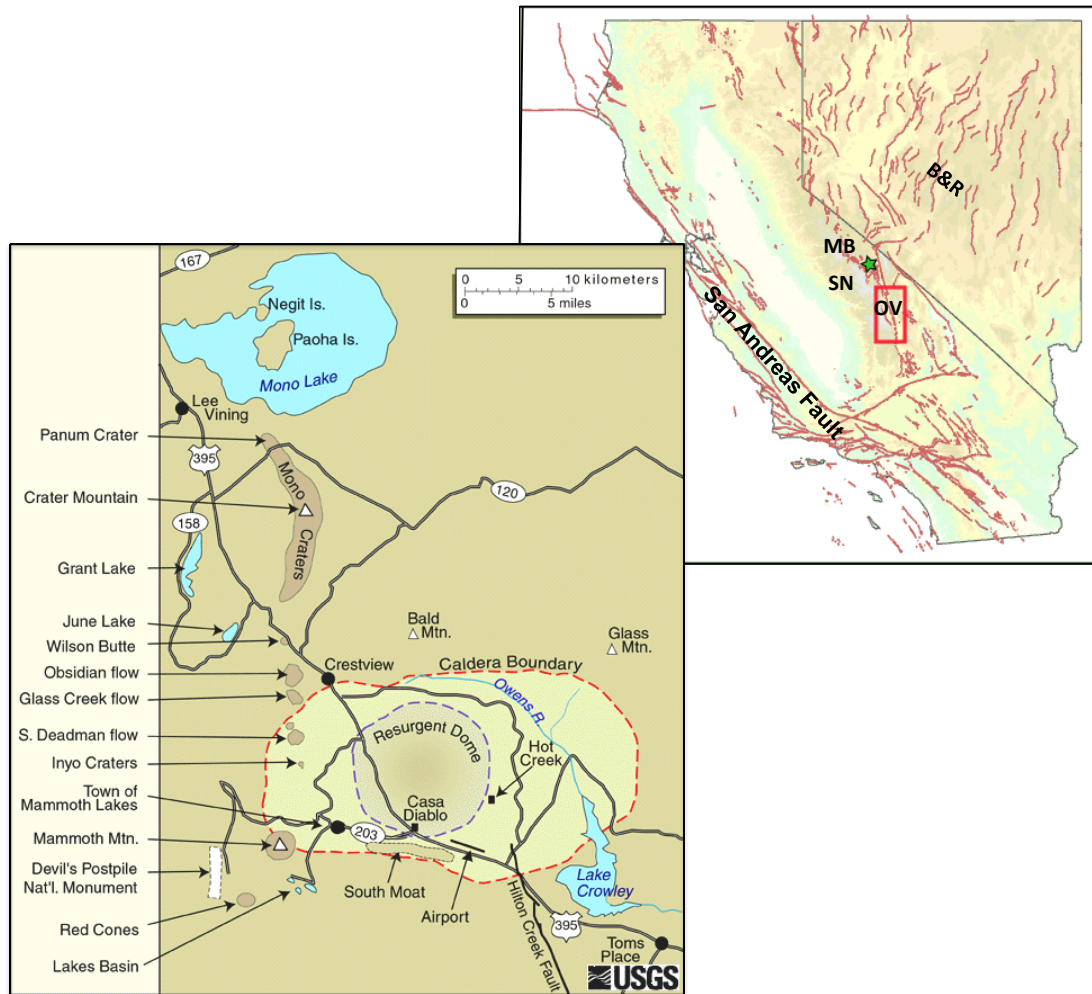 B&R
MB
SN
OV
San Andreas Fault
167
0 5 10 kilometers
0 5 miles
Negit Is.
Paoha Is.
Mono Lake
Lee
Vining
395
Panum Crater
Mono
Craters
Crater Mountain
120
158
Grant Lake
June Lake
Wilson Butte
Bald
Mtn.
Glass
Mtn.
Obsidian flow
Crestview
Caldera Boundary
Glass Creek flow
Owens R.
S. Deadman flow
Resurgent Dome
Hot
Creek
Inyo Craters
Town of
Mammoth Lakes
Casa
Diablo
203
Mammoth Mtn.
Devil's Postpile
Nat'l. Monument
South Moat
Airport
Hilton Creek Fault
Lake
Crowley
395
Red Cones
Toms
Place
Lakes Basin
USGS